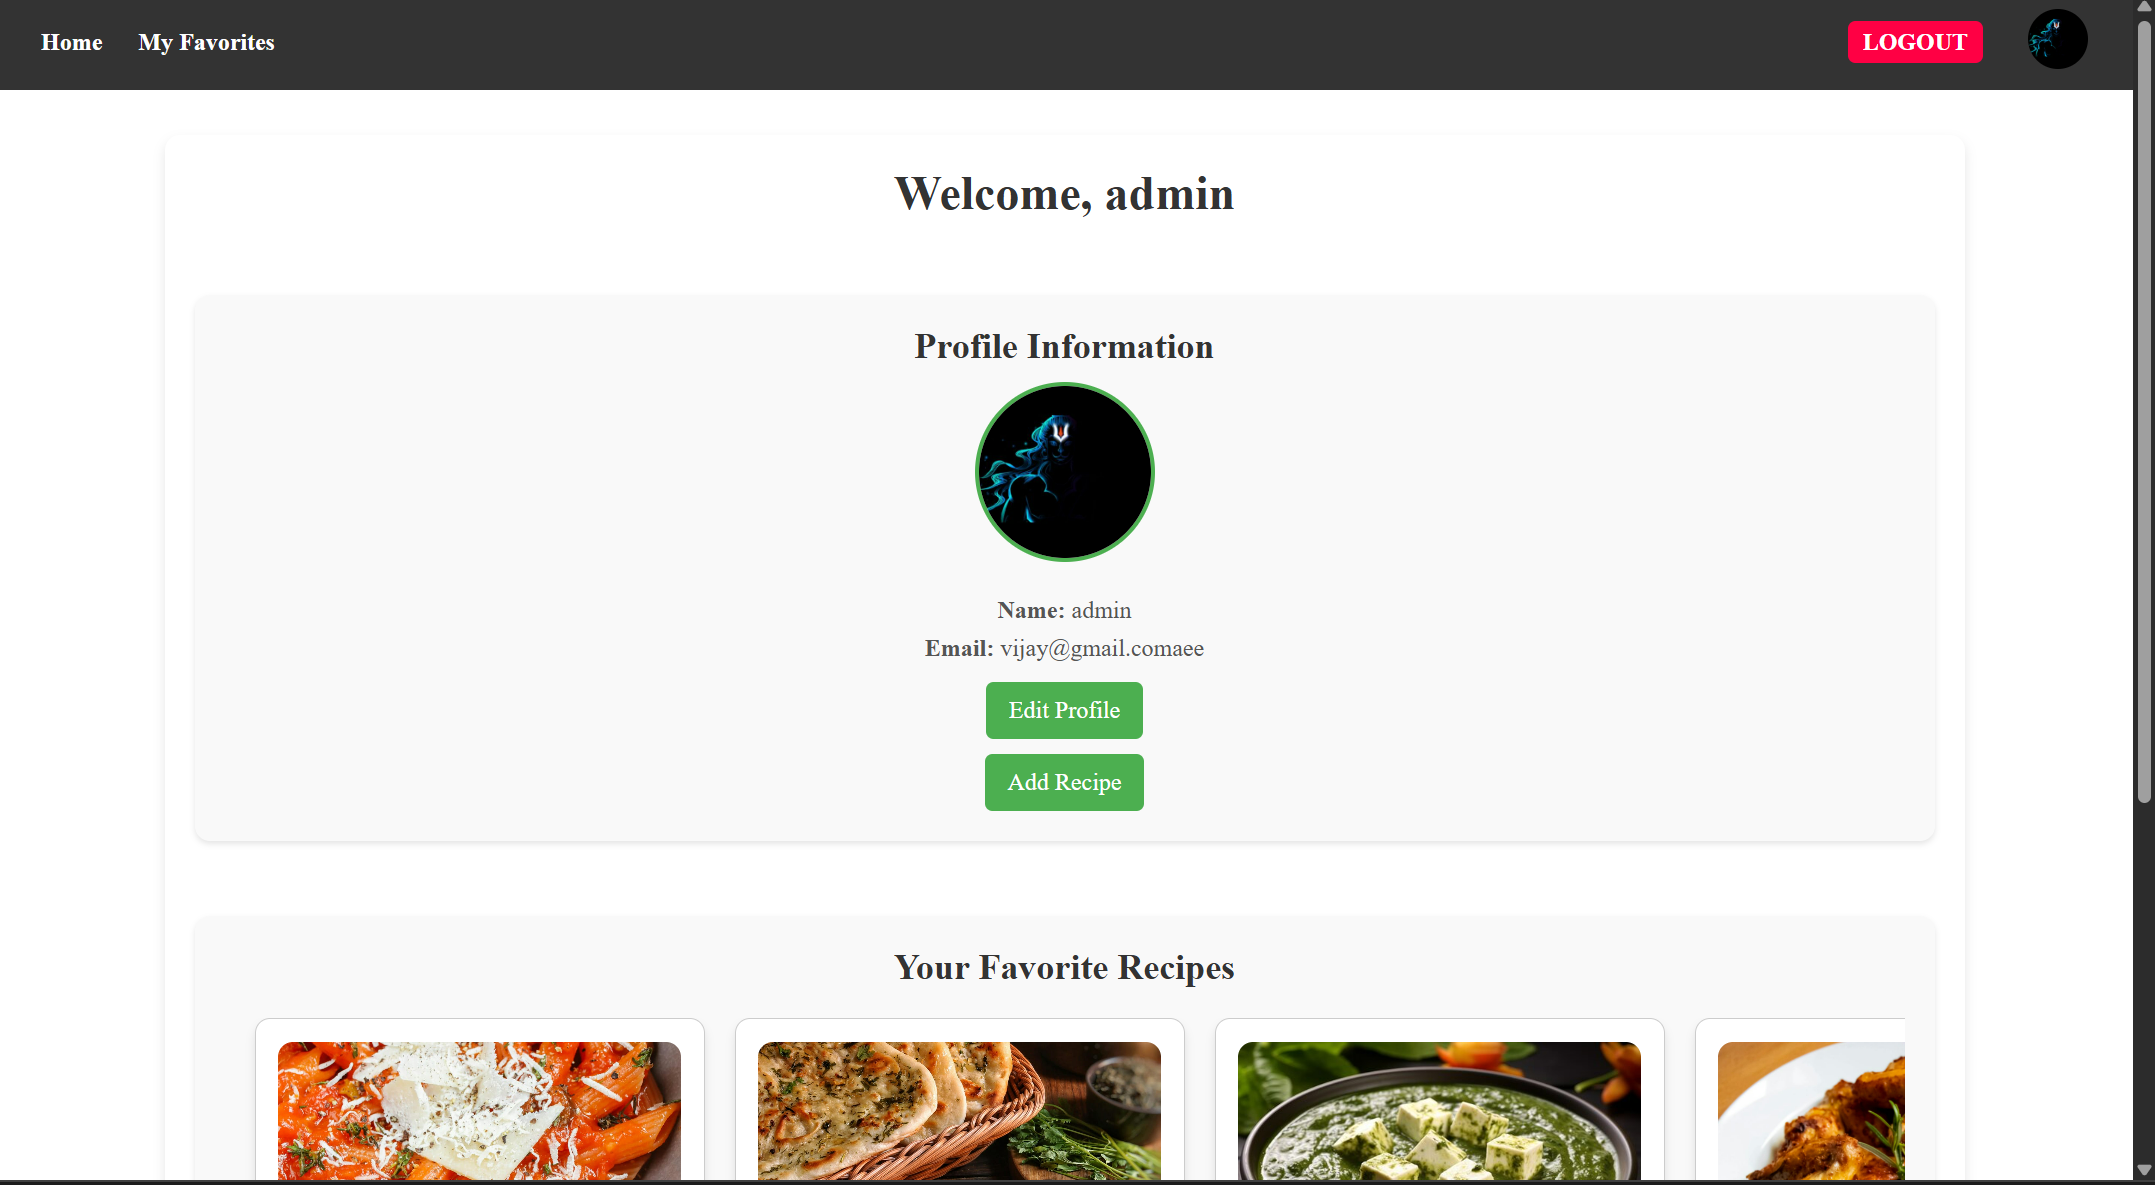 Home My Favorites LOGOUT
Welcome, admin
Profile Information
Name: admin
Email: vijay@gmail.comaee
Edit Profile
Add Recipe
Your Favorite Recipes